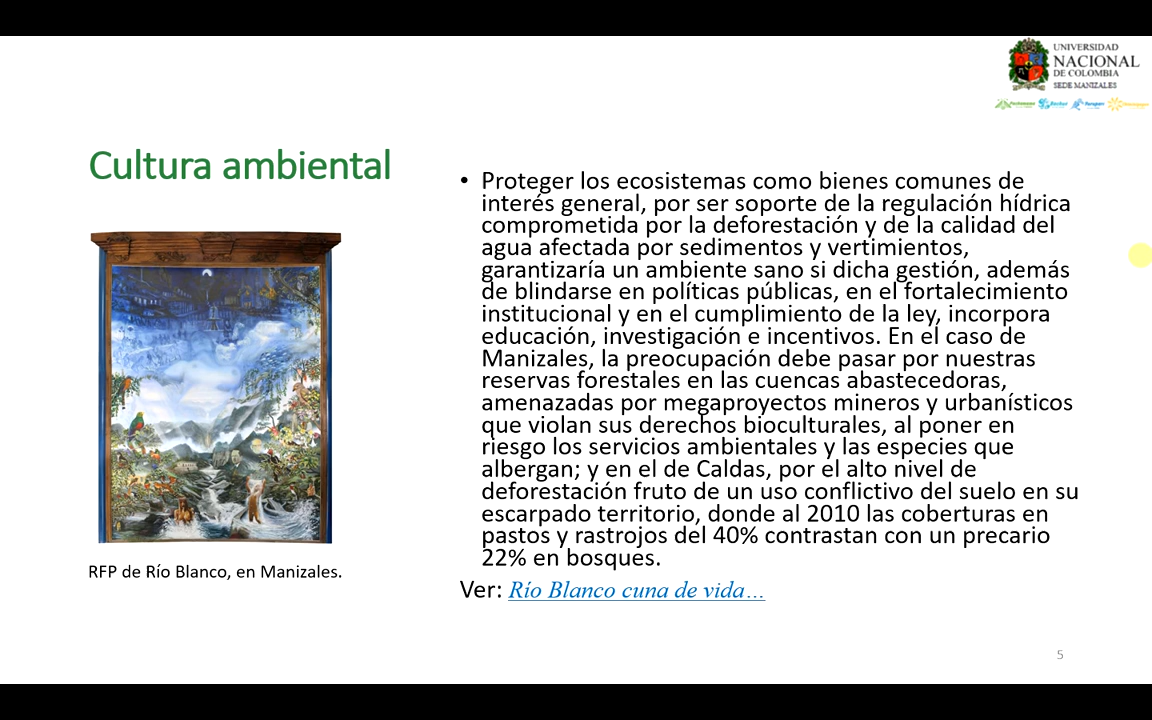 UNIVERSIDAD
NACIONAL
DE COLOMBIA
SEDE MANIZALES
Cultura ambiental
• Proteger los ecosistemas como bienes comunes de
interés general, por ser soporte de la regulación hídrica
comprometida por la deforestación y de la calidad del
agua afectada por sedimentos y vertimientos,
garantizaría un ambiente sano si dicha gestión, además
de blindarse en políticas públicas, en el fortalecimiento
institucional y en el cumplimiento de la ley, incorpora
educación, investigación e incentivos. En el caso de
Manizales, la preocupación debe pasar por nuestras
reservas forestales en las cuencas abastecedoras,
amenazadas por megaproyectos mineros y urbanísticos
que violan sus derechos bioculturales, al poner en
riesgo los servicios ambientales y las especies que
albergan; y en el de Caldas, por el alto nivel de
deforestación fruto de un uso conflictivo del suelo en su
escarpado territorio, donde al 2010 las coberturas en
pastos y rastrojos del 40% contrastan con un precario
22% en bosques.
Ver: Río Blanco cuna de vida…
RFP de Río Blanco, en Manizales.
5